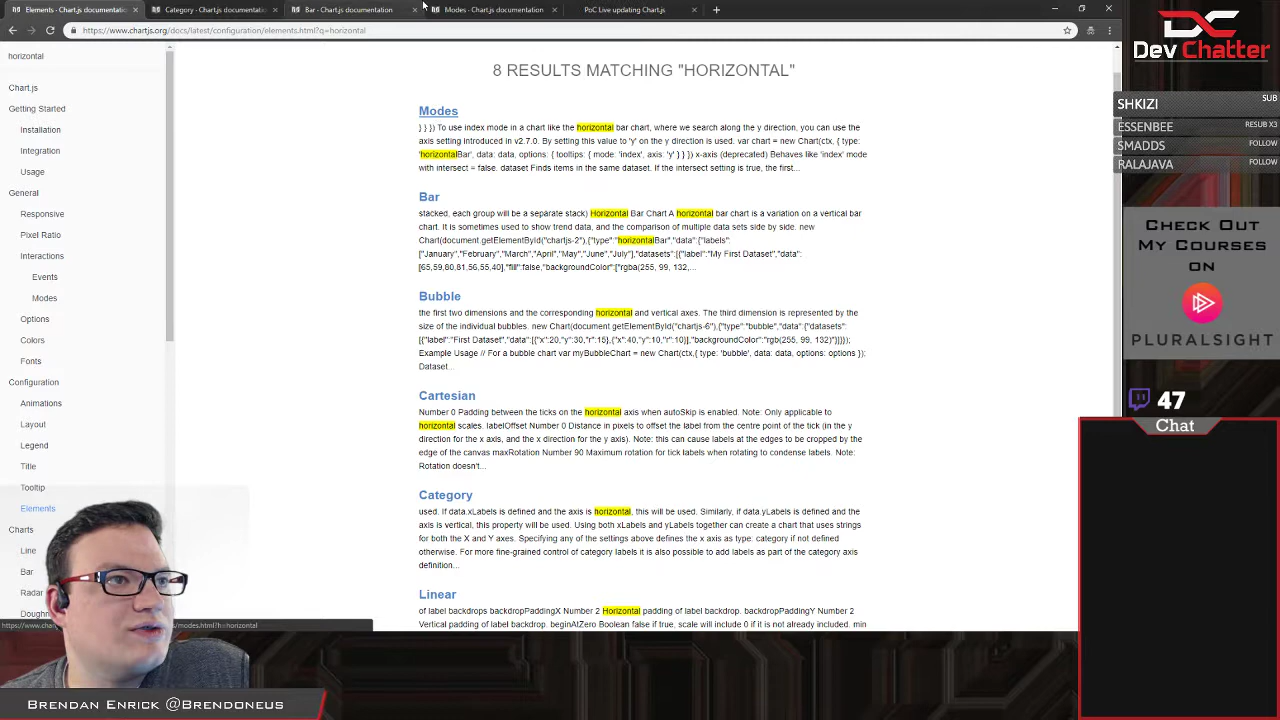 Elements - Chart.js documentation
Category - Chart.js documentation
Bar - Chart.js documentation
Modes - Chart.js documentation
PoC Live updating Chart.js
https://www.chartjs.org/docs/latest/configuration/elements.html?q=horizontal
horizontal
Chart.js
Getting Started
Installation
Integration
Usage
General
Responsive
Pixel Ratio
Interactions
Events
Modes
Options
Colors
Fonts
Configuration
Animations
Layout
Legend
Title
Tooltip
Elements
Charts
Line
Bar
Radar
8 RESULTS MATCHING "HORIZONTAL"
Modes
} } }) To use index mode in a chart like the horizontal bar chart, where we search along the y direction, you can use the
axis setting introduced in v2.7.0. By setting this value to 'y' on the y direction is used. var chart = new Chart(ctx, { type:
'horizontalBar', data: data, options: { tooltips: { mode: 'index', axis: 'y' } } }) x-axis (deprecated) Behaves like 'index' mode
with intersect = false. dataset Finds items in the same dataset. If the intersect setting is true, the first...
Bar
stacked, each group will be a separate stack) Horizontal Bar Chart A horizontal bar chart is a variation on a vertical bar
chart. It is sometimes used to show trend data, and the comparison of multiple data sets side by side. new
Chart(document.getElementById("chartjs-2"),{"type":"horizontalBar","data":{"labels":
["January","February","March","April","May","June","July"],"datasets":[{"label":"My First Dataset","data":
[65,59,80,81,56,55,40],"fill":false,"backgroundColor":["rgba(255, 99, 132,...
Bubble
the first two dimensions and the corresponding horizontal and vertical axes. The third dimension is represented by the
size of the individual bubbles. new Chart(document.getElementById("chartjs-6"),{"type":"bubble","data":{"datasets":
[{"label":"First Dataset","data":[{"x":20,"y":30,"r":15},{"x":40,"y":10,"r":10}],"backgroundColor":"rgb(255, 99, 132)"}]}});
Example Usage // For a bubble chart var myBubbleChart = new Chart(ctx,{ type: 'bubble', data: data, options: options });
Dataset...
Cartesian
Number 0 Padding between the ticks on the horizontal axis when autoSkip is enabled. Note: Only applicable to
horizontal scales. labelOffset Number 0 Distance in pixels to offset the label from the centre point of the tick (in the y
direction for the x axis, and the x direction for the y axis). Note: this can cause labels at the edges to be cropped by the
edge of the canvas maxRotation Number 90 Maximum rotation for tick labels when rotating to condense labels. Note:
Rotation doesn't...
Category
used. If data.xLabels is defined and the axis is horizontal, this will be used. Similarly, if data.yLabels is defined and the
axis is vertical, this property will be used. Using both xLabels and yLabels together can create a chart that uses strings
for both the X and Y axes. Specifying any of the settings above defines the x axis as type: category if not defined
otherwise. For more fine-grained control of category labels it is also possible to add labels as part of the category axis
definition...
Linear
of label backdrops backdropPaddingX Number 2 Horizontal padding of label backdrop. backdropPaddingY Number 2
Vertical padding of label backdrop. beginAtZero Boolean false if true, scale will include 0 if it is not already included. min
DC
Dev Chatter
SHKIZI SUB
ESSENBEE RESUB X3
SMADDS FOLLOW
RALAJAVA FOLLOW
Check Out
My Courses
on
PLURALSIGHT
47
Chat
Brendan Enrick @Brendoneus